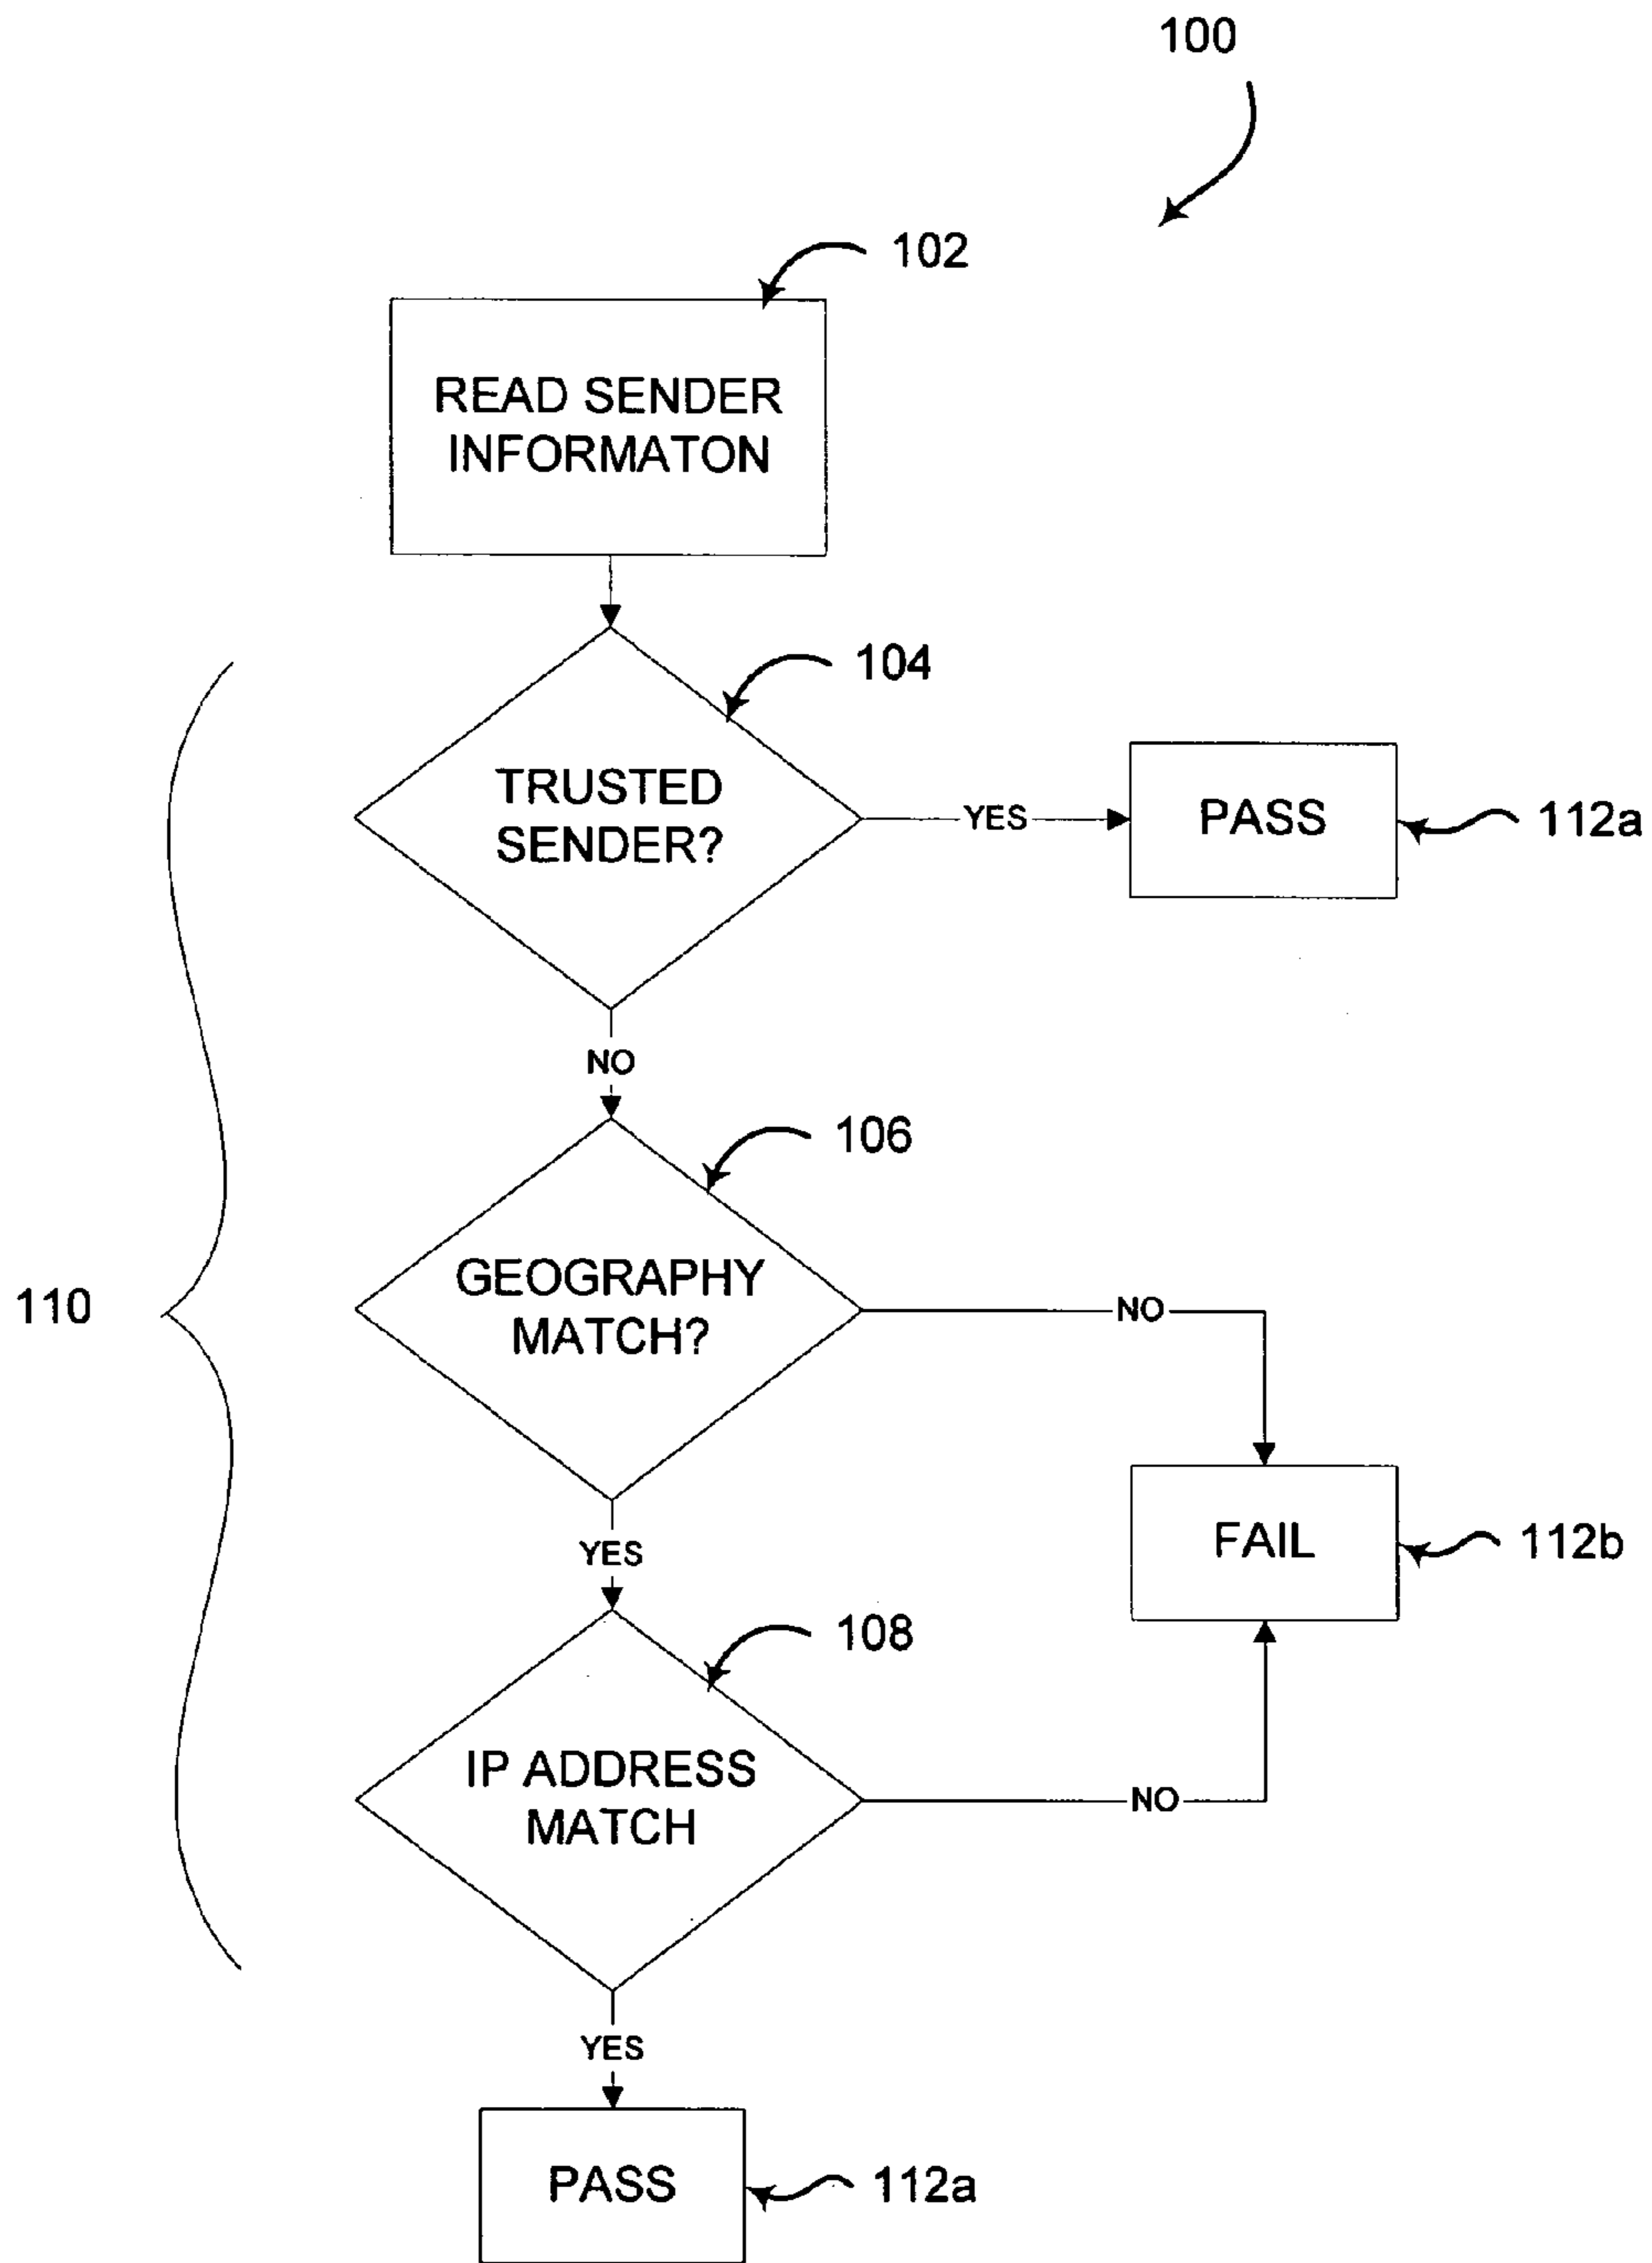 100
102
READ SENDER
INFORMATON
104
TRUSTED
SENDER?
YES
PASS
112a
NO
106
110
GEOGRAPHY
MATCH?
NO
YES
FAIL
112b
108
IP ADDRESS
MATCH
NO
YES
PASS
112a